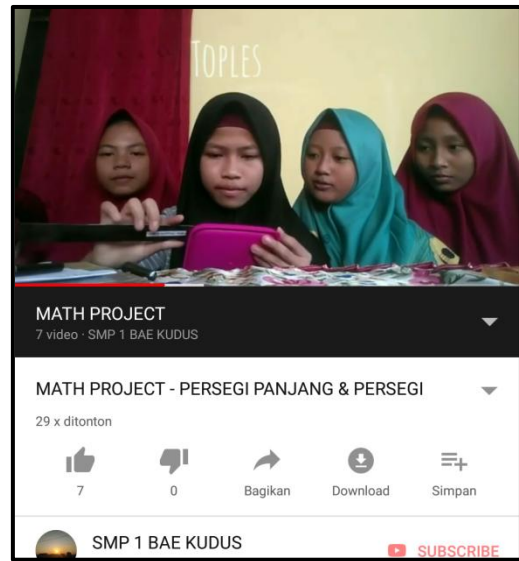 TOPLES
MATH PROJECT
7 video · SMP 1 BAE KUDUS
MATH PROJECT - PERSEGI PANJANG & PERSEGI
29 x ditonton
7
0
Bagikan
Download
Simpan
SMP 1 BAE KUDUS
SUBSCRIBE